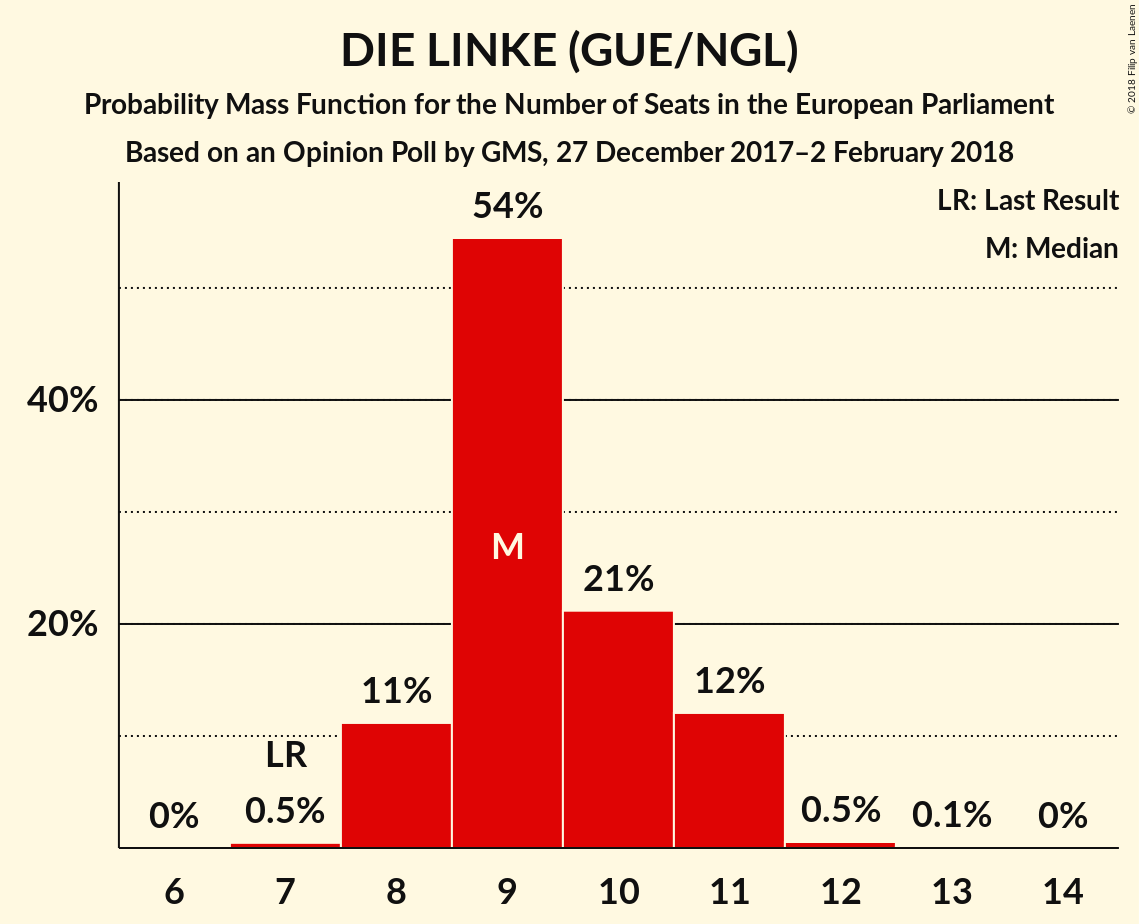 DIE LINKE (GUE/NGL)
Probability Mass Function for the Number of Seats in the European Parliament
Based on an Opinion Poll by GMS, 27 December 2017–2 February 2018
© 2018 Filip van Laenen
LR: Last Result
M: Median
40%
20%
0%
LR
0.5%
11%
54%
M
21%
12%
0.5%
0.1%
0%
6 7 8 9 10 11 12 13 14